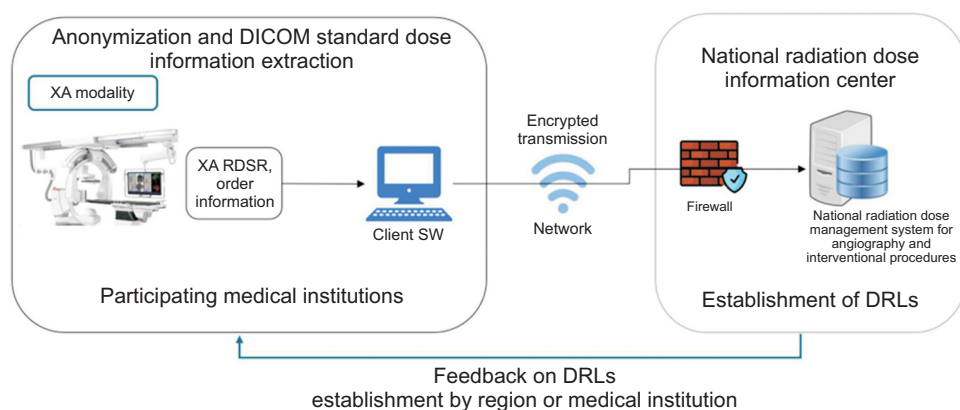 Anonymization and DICOM standard dose
information extraction
XA modality
XA RDSR,
order
information
Client SW
Participating medical institutions
Encrypted
transmission
Network
National radiation dose
information center
Firewall
National radiation dose
management system for
angiography and
interventional procedures
Establishment of DRLs
Feedback on DRLs
establishment by region or medical institution